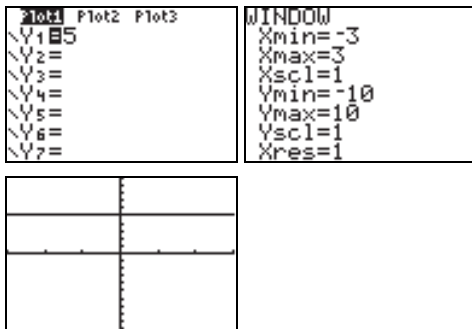 Plot1 Plot2 Plot3
\Y1=5
\Y2=
\Y3=
\Y4=
\Y5=
\Y6=
\Y7=
WINDOW
Xmin=-3
Xmax=3
Xscl=1
Ymin=-10
Ymax=10
Yscl=1
Xres=1